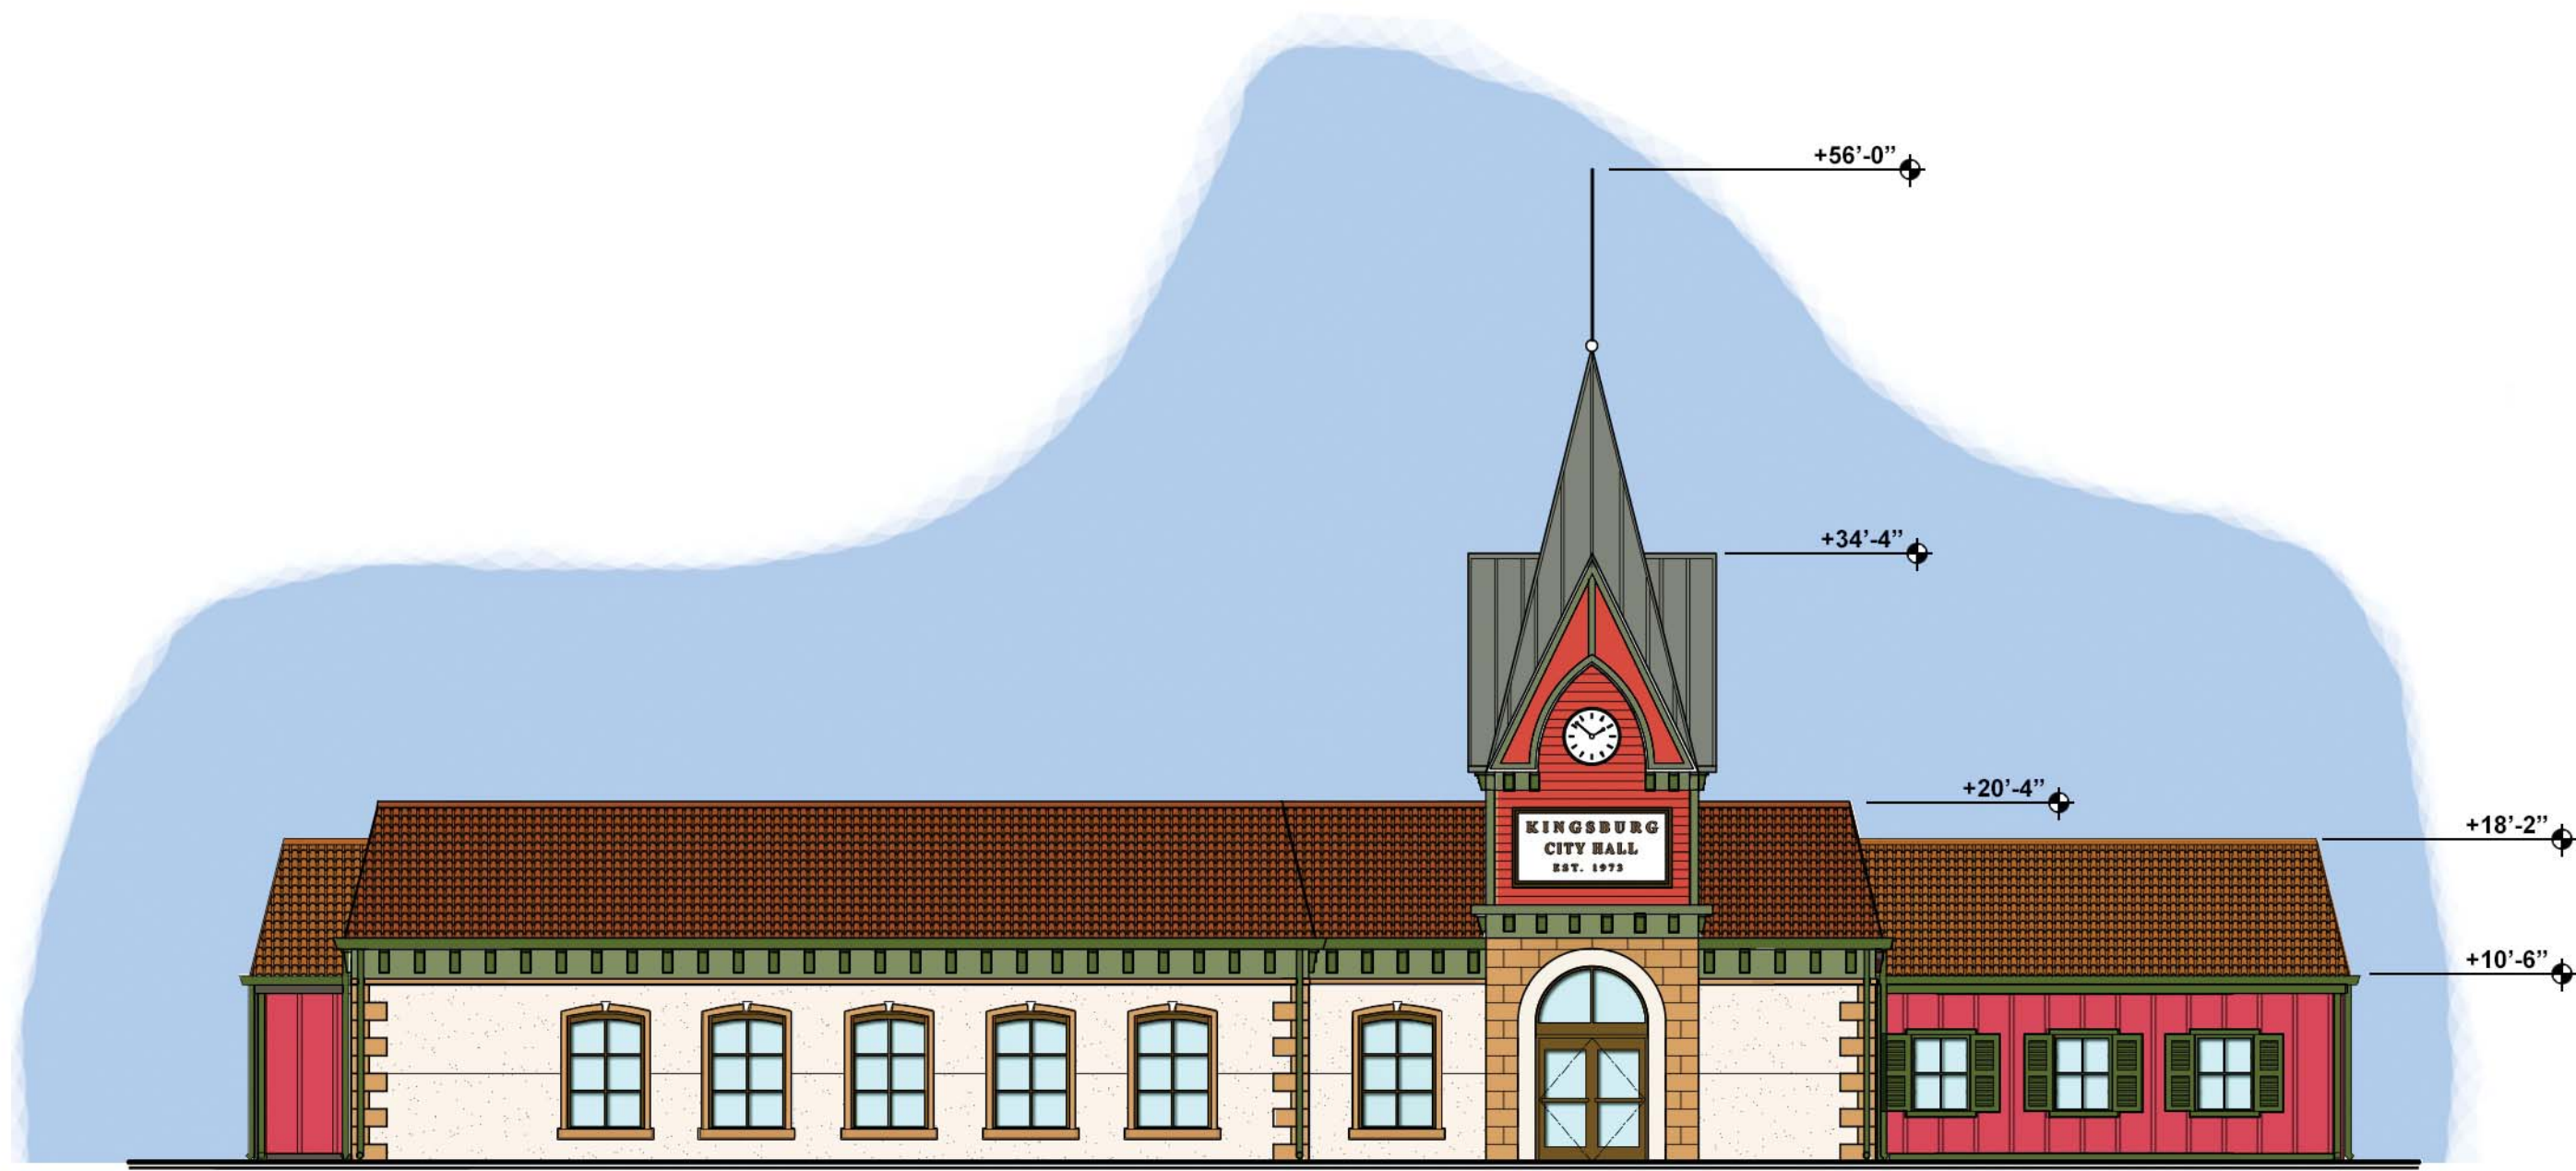 +56’-0”
+34’-4”
+20’-4”
+18’-2”
KINGSBURG
CITY HALL
EST. 1973
+10’-6”